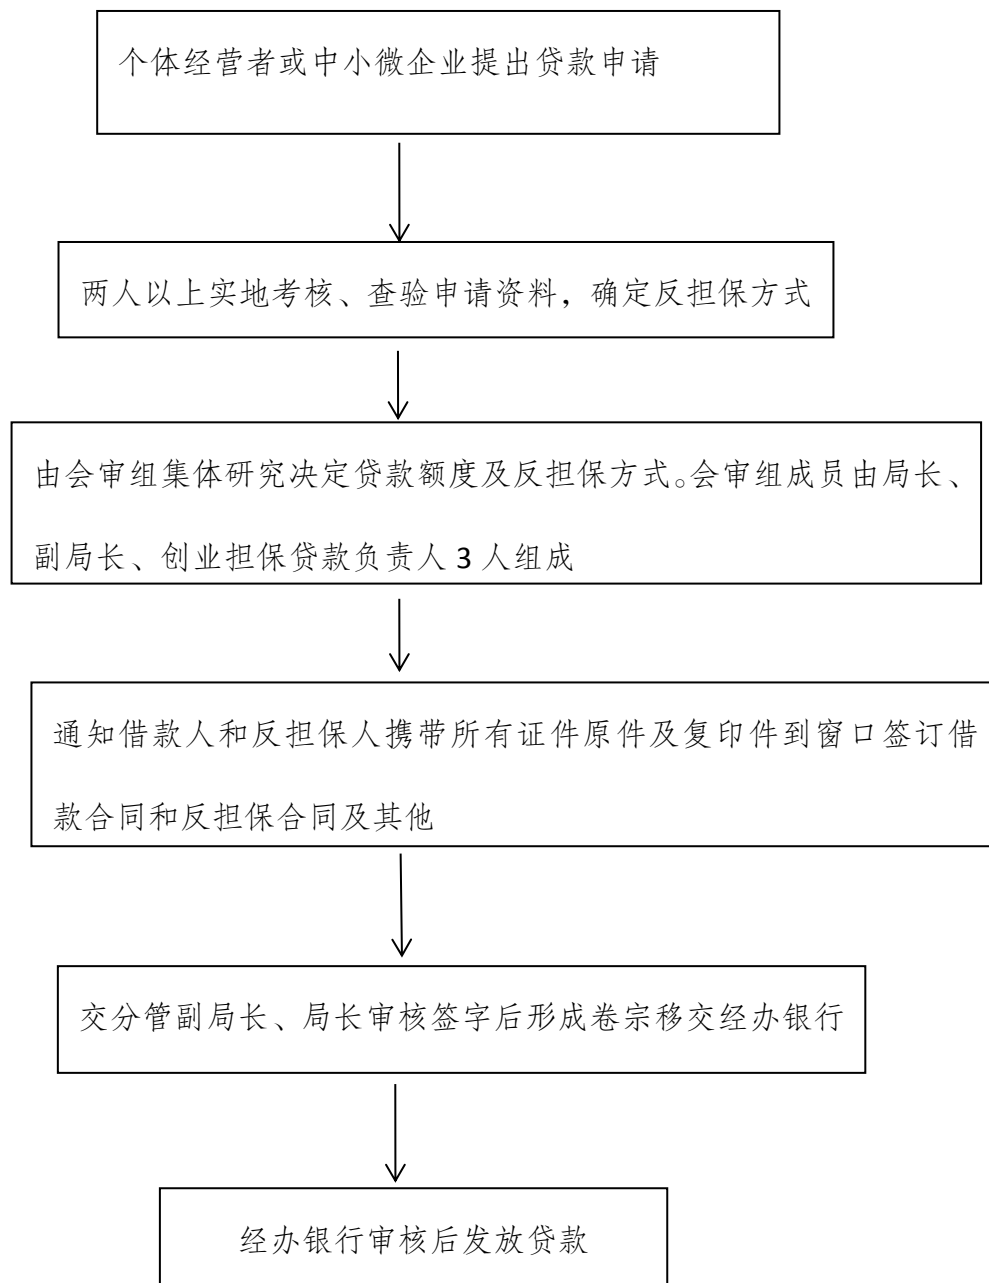 个体经营者或中小微企业提出贷款申请
两人以上实地考核、查验申请资料，确定反担保方式
由会审组集体研究决定贷款额度及反担保方式。会审组成员由局长、
副局长、创业担保贷款负责人 3 人组成
通知借款人和反担保人携带所有证件原件及复印件到窗口签订借
款合同和反担保合同及其他
交分管副局长、局长审核签字后形成卷宗移交经办银行
经办银行审核后发放贷款